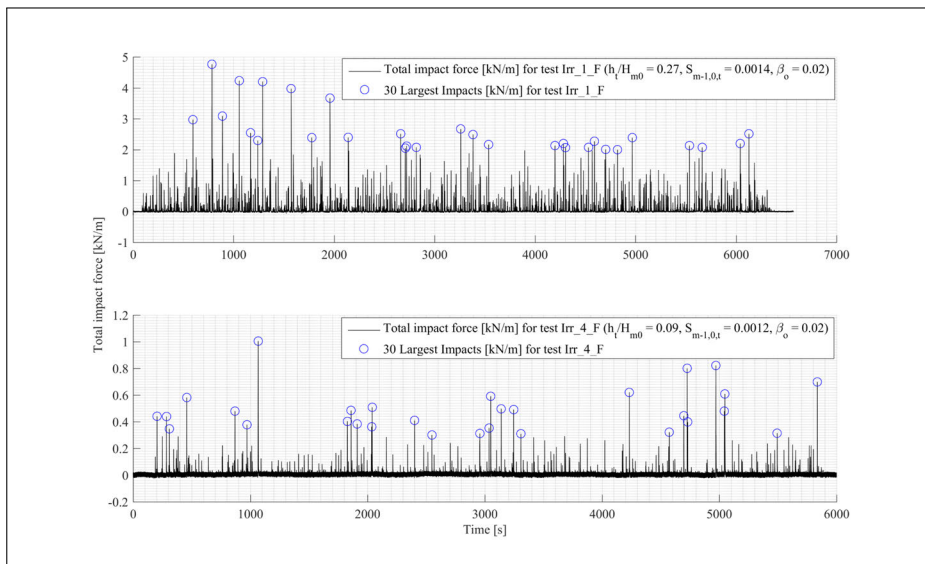 Total impact force [kN/m]
5
4
3
2
1
0
-1
Total impact force [kN/m] for test Irr_1_F (h_t/H_m0 = 0.27, S_m-1,0,t = 0.0014, β_o = 0.02)
30 Largest Impacts [kN/m] for test Irr_1_F
0 1000 2000 3000 4000 5000 6000 7000
1.2
1
0.8
0.6
0.4
0.2
0
-0.2
Total impact force [kN/m] for test Irr_4_F (h_t/H_m0 = 0.09, S_m-1,0,t = 0.0012, β_o = 0.02)
30 Largest Impacts [kN/m] for test Irr_4_F
0 1000 2000 3000 4000 5000 6000
Time [s]